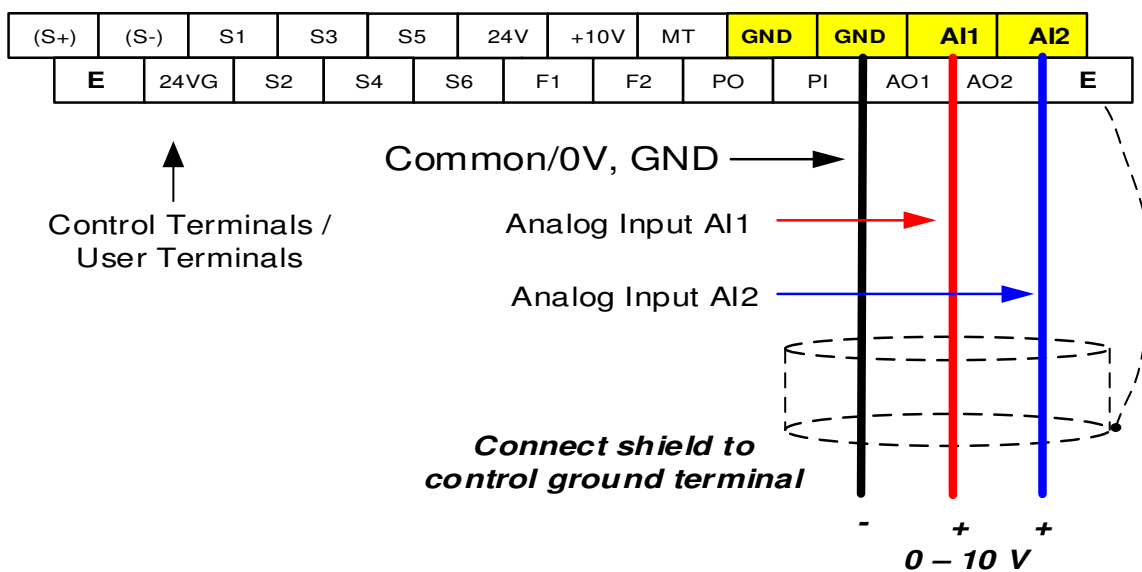 (S+) (S-) S1 S3 S5 24V +10V MT GND GND AI1 AI2
E 24VG S2 S4 S6 F1 F2 PO PI AO1 AO2 E
Common/0V, GND
Control Terminals /
User Terminals
Analog Input AI1
Analog Input AI2
Connect shield to
control ground terminal
- + +
0 – 10 V